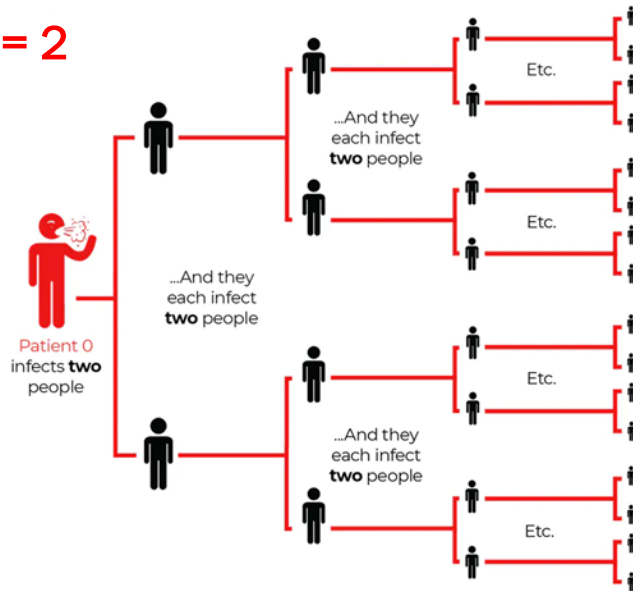 = 2
...And they
each infect
two people
Etc.
Etc.
...And they
each infect
two people
Patient 0
infects two
people
Etc.
...And they
each infect
two people
Etc.